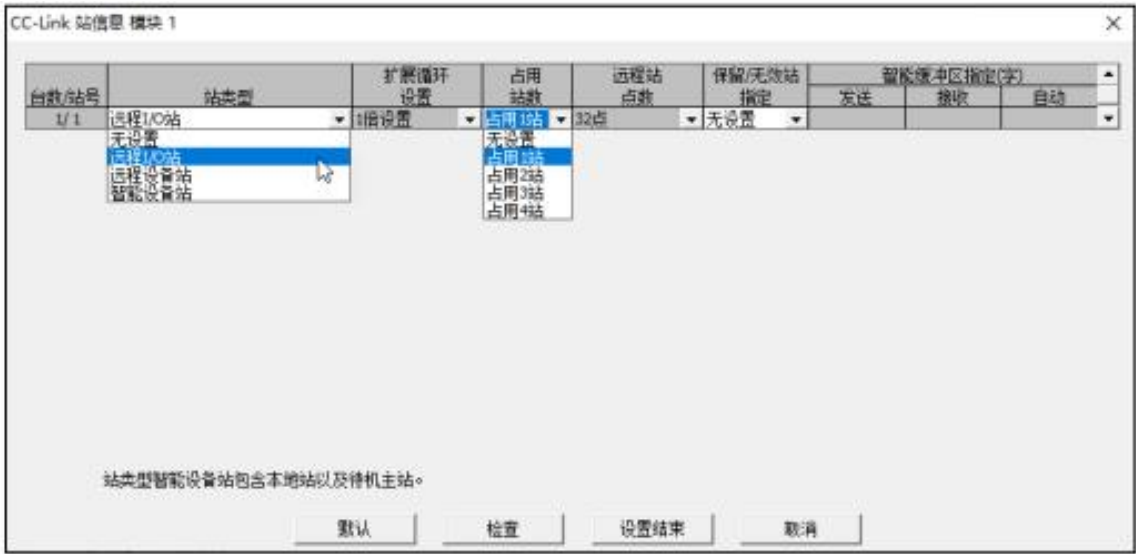 CC-Link 站信息 模块 1
台数/站号 站类型 扩展循环设置 占用站数 远程站点数 保留/无效站指定 智能缓冲区指定(字)
发送 接收 自动
1/ 1 远程I/O站 1倍设置 占用1站 32点 无设置
无设置 无设置
远程I/O站 占用1站
远程设备站 占用2站
智能设备站 占用3站
占用4站
站类型智能设备站包含本地站以及待机主站。
默认 检查 设置结束 取消